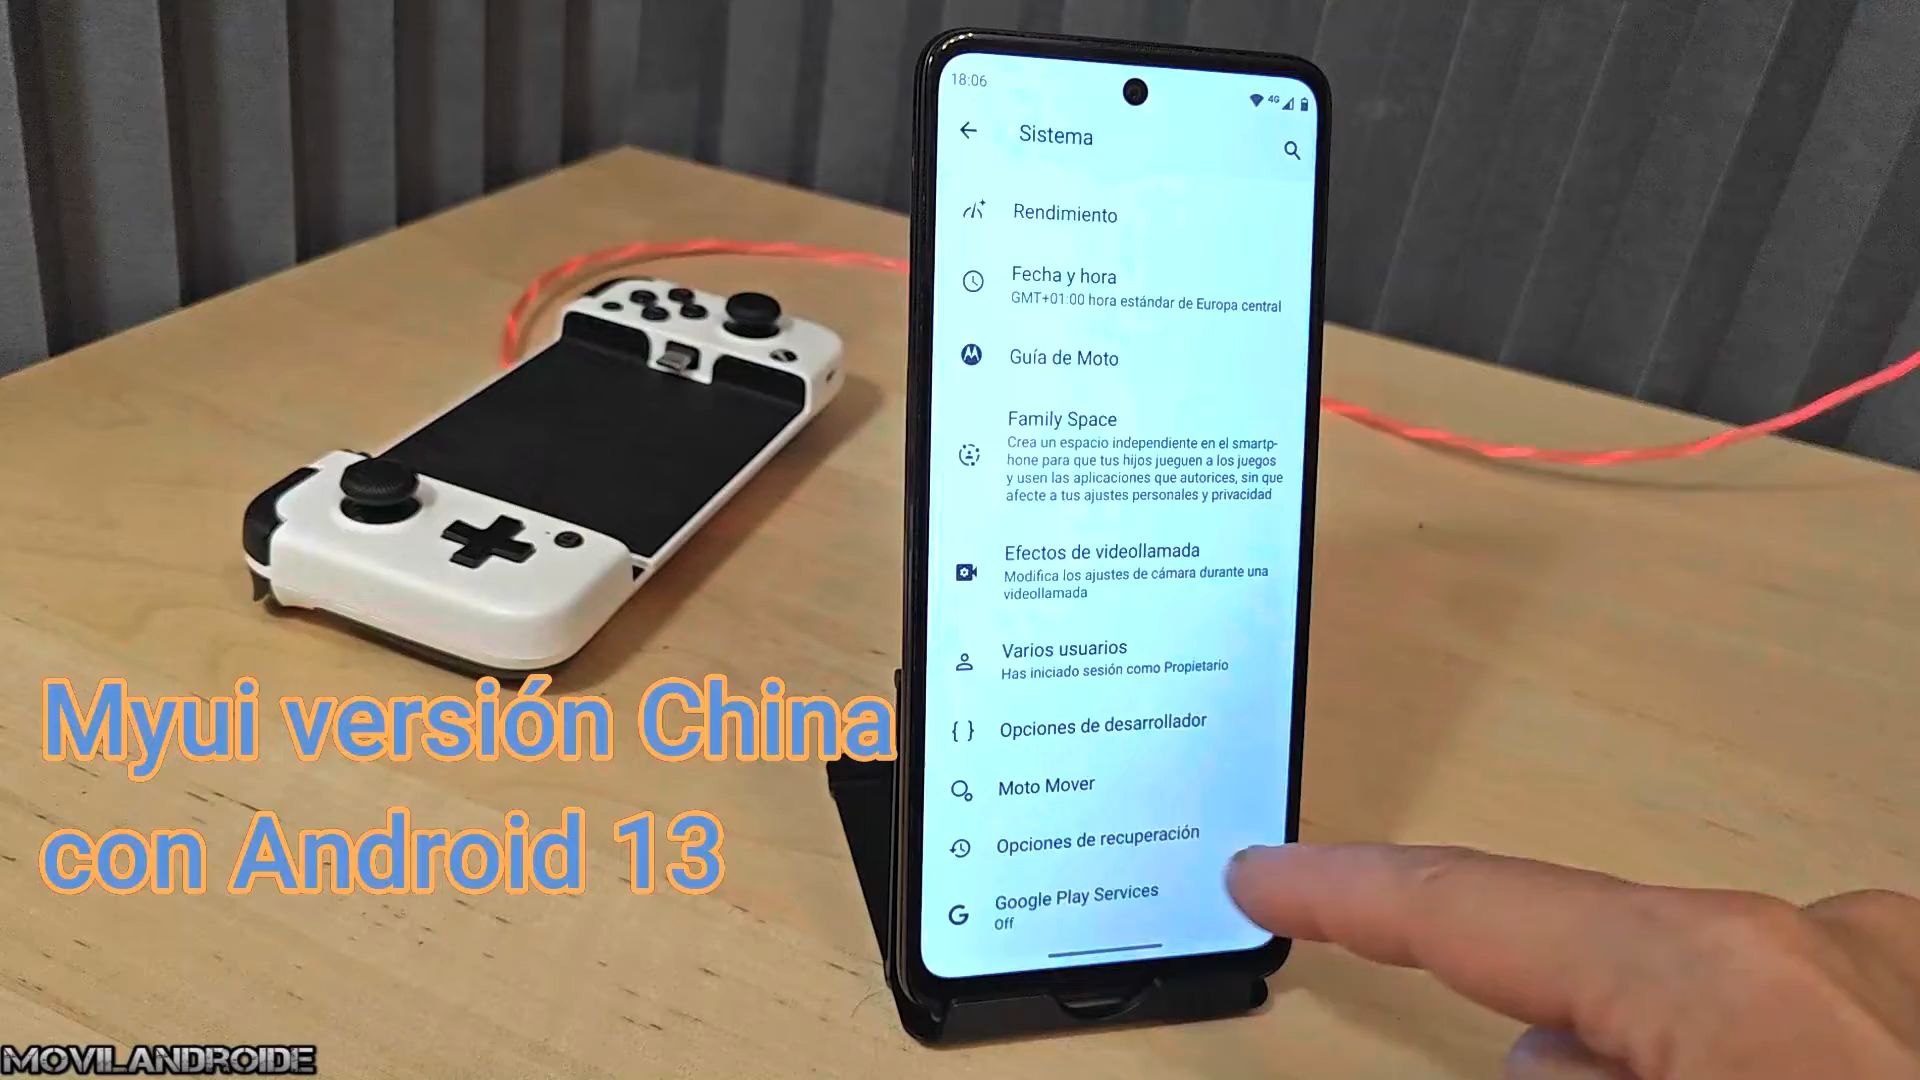 18:06
4G
Sistema
Rendimiento
Fecha y hora
GMT+01:00 hora estándar de Europa central
Guía de Moto
Family Space
Crea un espacio independiente en el smartp-
hone para que tus hijos jueguen a los juegos
y usen las aplicaciones que autorices, sin que
afecte a tus ajustes personales y privacidad
Efectos de videollamada
Modifica los ajustes de cámara durante una
videollamada
Varios usuarios
Has iniciado sesión como Propietario
Opciones de desarrollador
Moto Mover
Opciones de recuperación
Google Play Services
Off
Myui versión China
con Android 13
MOVILANDROIDE